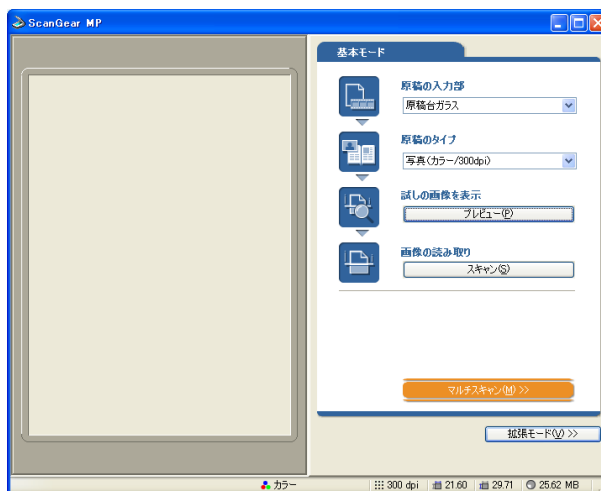 ScanGear MP
基本モード
原稿の入力部
原稿台ガラス
原稿のタイプ
写真(カラー/300dpi)
試しの画像を表示
プレビュー(P)
画像の読み取り
スキャン(S)
マルチスキャン(M) >>
拡張モード(V) >>
カラー 300 dpi 21.60 29.71 25.62 MB